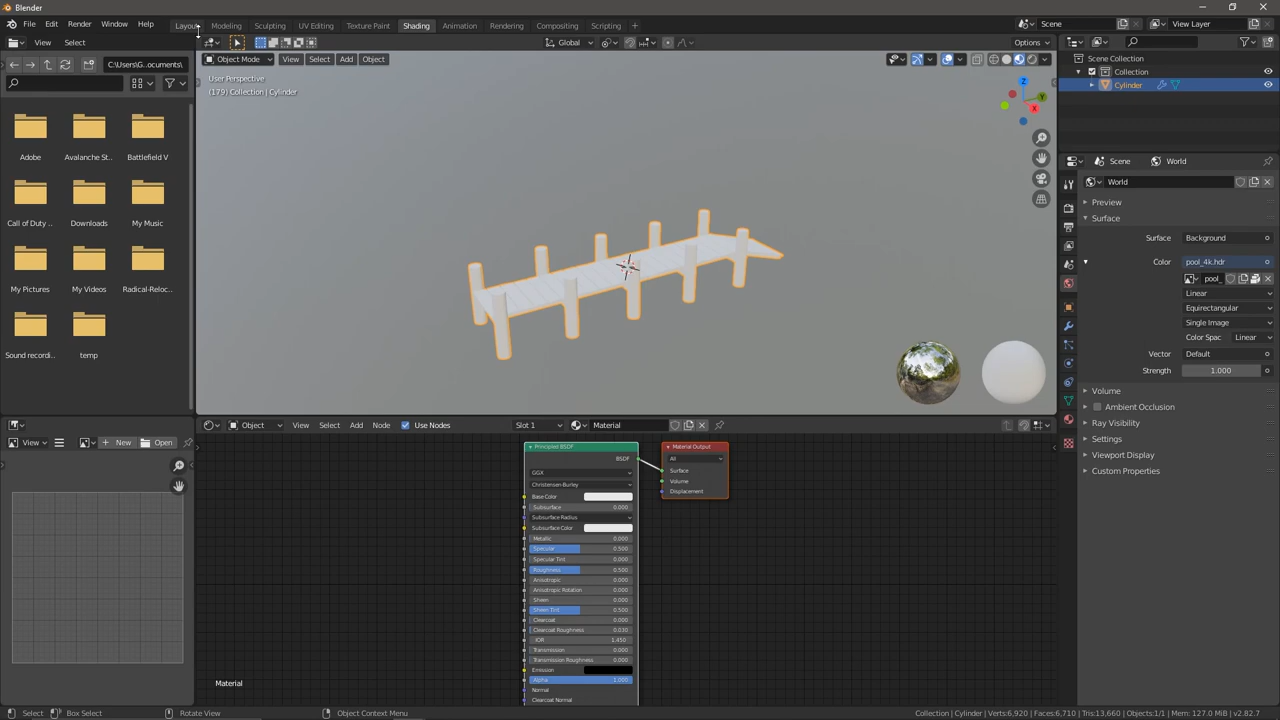 Blender
File Edit Render Window Help Layout Modeling Sculpting UV Editing Texture Paint Shading Animation Rendering Compositing Scripting + Scene View Layer
View Select Global Options
Object Mode View Select Add Object
C:\Users\G..ocuments\
User Perspective
(179) Collection | Cylinder
Adobe Avalanche St.. Battlefield V
Call of Duty .. Downloads My Music
My Pictures My Videos Radical-Reloc..
Sound recordi.. temp
Z
Y
X
Scene Collection
Collection
Cylinder
Scene World
World
Preview
Surface
Surface Background
Color pool_4k.hdr
pool_
Linear
Equirectangular
Single Image
Color Spac Linear
Vector Default
Strength 1.000
Volume
Ambient Occlusion
Ray Visibility
Settings
Viewport Display
Custom Properties
Object View Select Add Node Use Nodes Slot 1 Material
View New Open
Principled BSDF
BSDF
GGX
Christensen-Burley
Base Color
Subsurface 0.000
Subsurface Radius
Subsurface Color
Metallic 0.000
Specular 0.500
Specular Tint 0.000
Roughness 0.500
Anisotropic 0.000
Anisotropic Rotation 0.000
Sheen 0.000
Sheen Tint 0.500
Clearcoat 0.000
Clearcoat Roughness 0.030
IOR 1.450
Transmission 0.000
Transmission Roughness 0.000
Emission
Alpha 1.000
Normal
Clearcoat Normal
Material Output
All
Surface
Volume
Displacement
Material
Select Box Select Rotate View Object Context Menu Collection | Cylinder | Verts:6,920 | Faces:6,710 | Tris:13,660 | Objects:1/1 | Mem: 127.0 MiB | v2.82.7